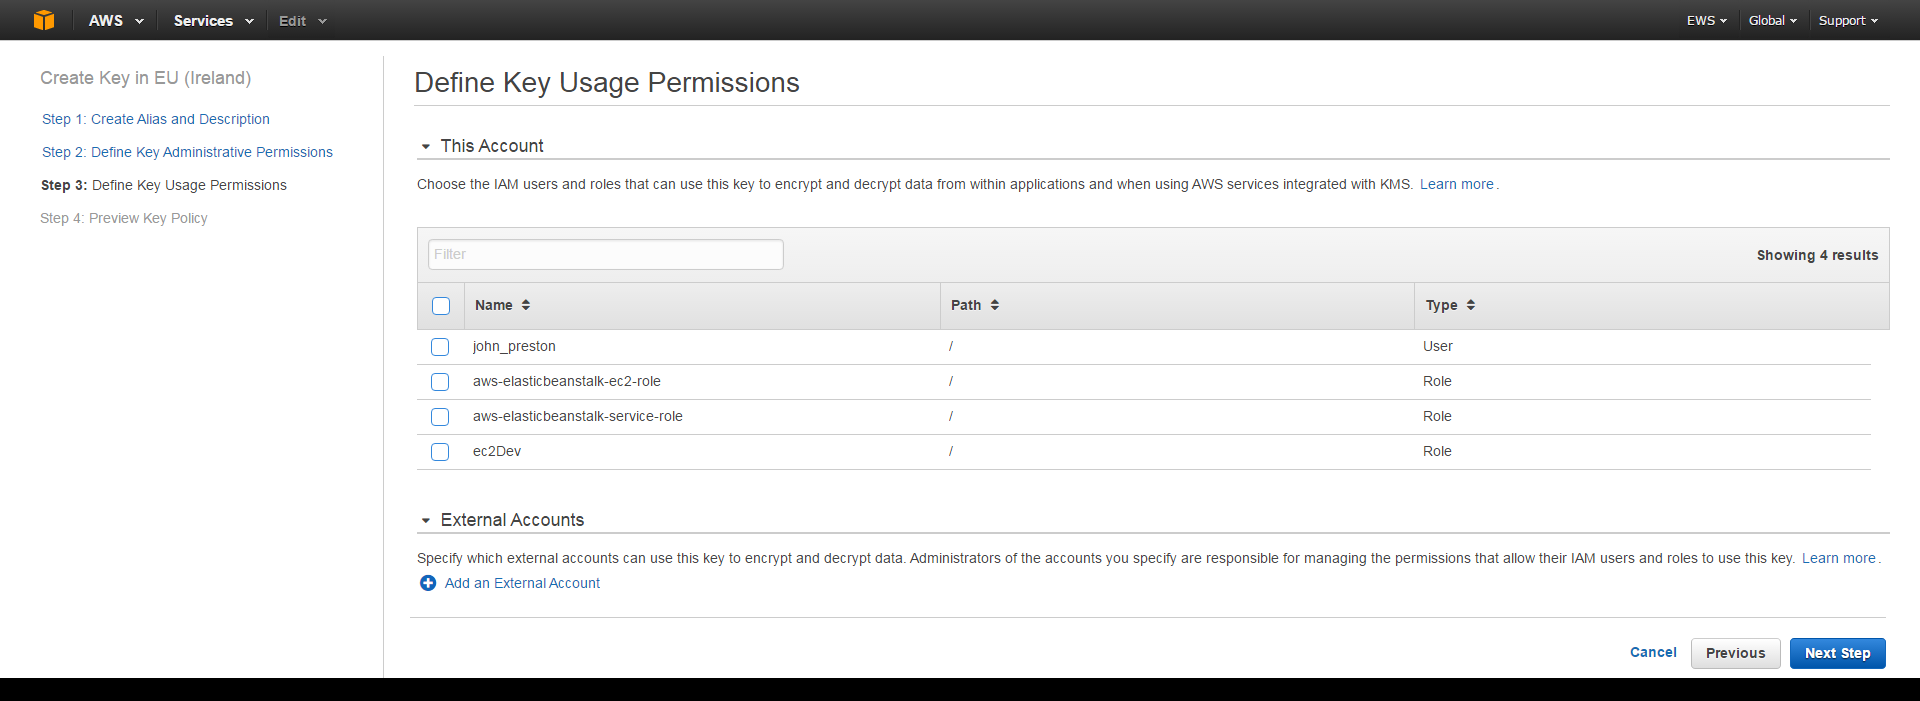 AWS Services Edit EWS Global Support
Create Key in EU (Ireland)
Step 1: Create Alias and Description
Step 2: Define Key Administrative Permissions
Step 3: Define Key Usage Permissions
Step 4: Preview Key Policy
Define Key Usage Permissions
This Account
Choose the IAM users and roles that can use this key to encrypt and decrypt data from within applications and when using AWS services integrated with KMS. Learn more.
Filter Showing 4 results
Name Path Type
john_preston / User
aws-elasticbeanstalk-ec2-role / Role
aws-elasticbeanstalk-service-role / Role
ec2Dev / Role
External Accounts
Specify which external accounts can use this key to encrypt and decrypt data. Administrators of the accounts you specify are responsible for managing the permissions that allow their IAM users and roles to use this key. Learn more.
Add an External Account
Cancel Previous Next Step